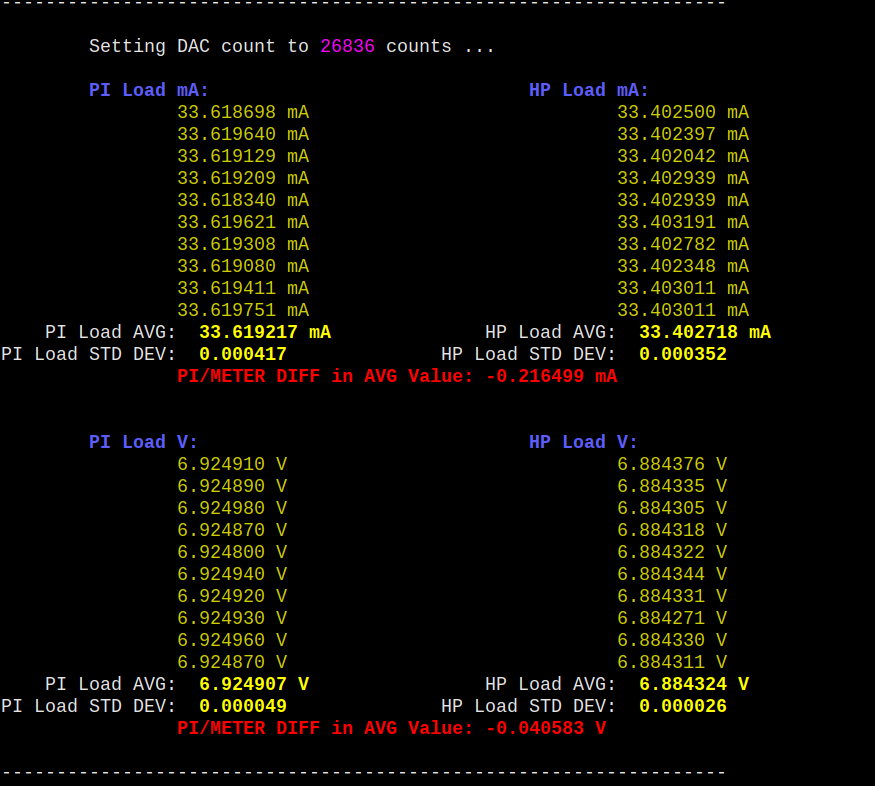 ------------------------------------------------------------------
Setting DAC count to 26836 counts ...
PI Load mA: HP Load mA:
33.618698 mA 33.402500 mA
33.619640 mA 33.402397 mA
33.619129 mA 33.402042 mA
33.619209 mA 33.402939 mA
33.618340 mA 33.402939 mA
33.619621 mA 33.403191 mA
33.619308 mA 33.402782 mA
33.619080 mA 33.402348 mA
33.619411 mA 33.403011 mA
33.619751 mA 33.403011 mA
PI Load AVG: 33.619217 mA HP Load AVG: 33.402718 mA
PI Load STD DEV: 0.000417 HP Load STD DEV: 0.000352
PI/METER DIFF in AVG Value: -0.216499 mA
PI Load V: HP Load V:
6.924910 V 6.884376 V
6.924890 V 6.884335 V
6.924980 V 6.884305 V
6.924870 V 6.884318 V
6.924800 V 6.884322 V
6.924940 V 6.884344 V
6.924920 V 6.884331 V
6.924930 V 6.884271 V
6.924960 V 6.884330 V
6.924870 V 6.884311 V
PI Load AVG: 6.924907 V HP Load AVG: 6.884324 V
PI Load STD DEV: 0.000049 HP Load STD DEV: 0.000026
PI/METER DIFF in AVG Value: -0.040583 V
------------------------------------------------------------------